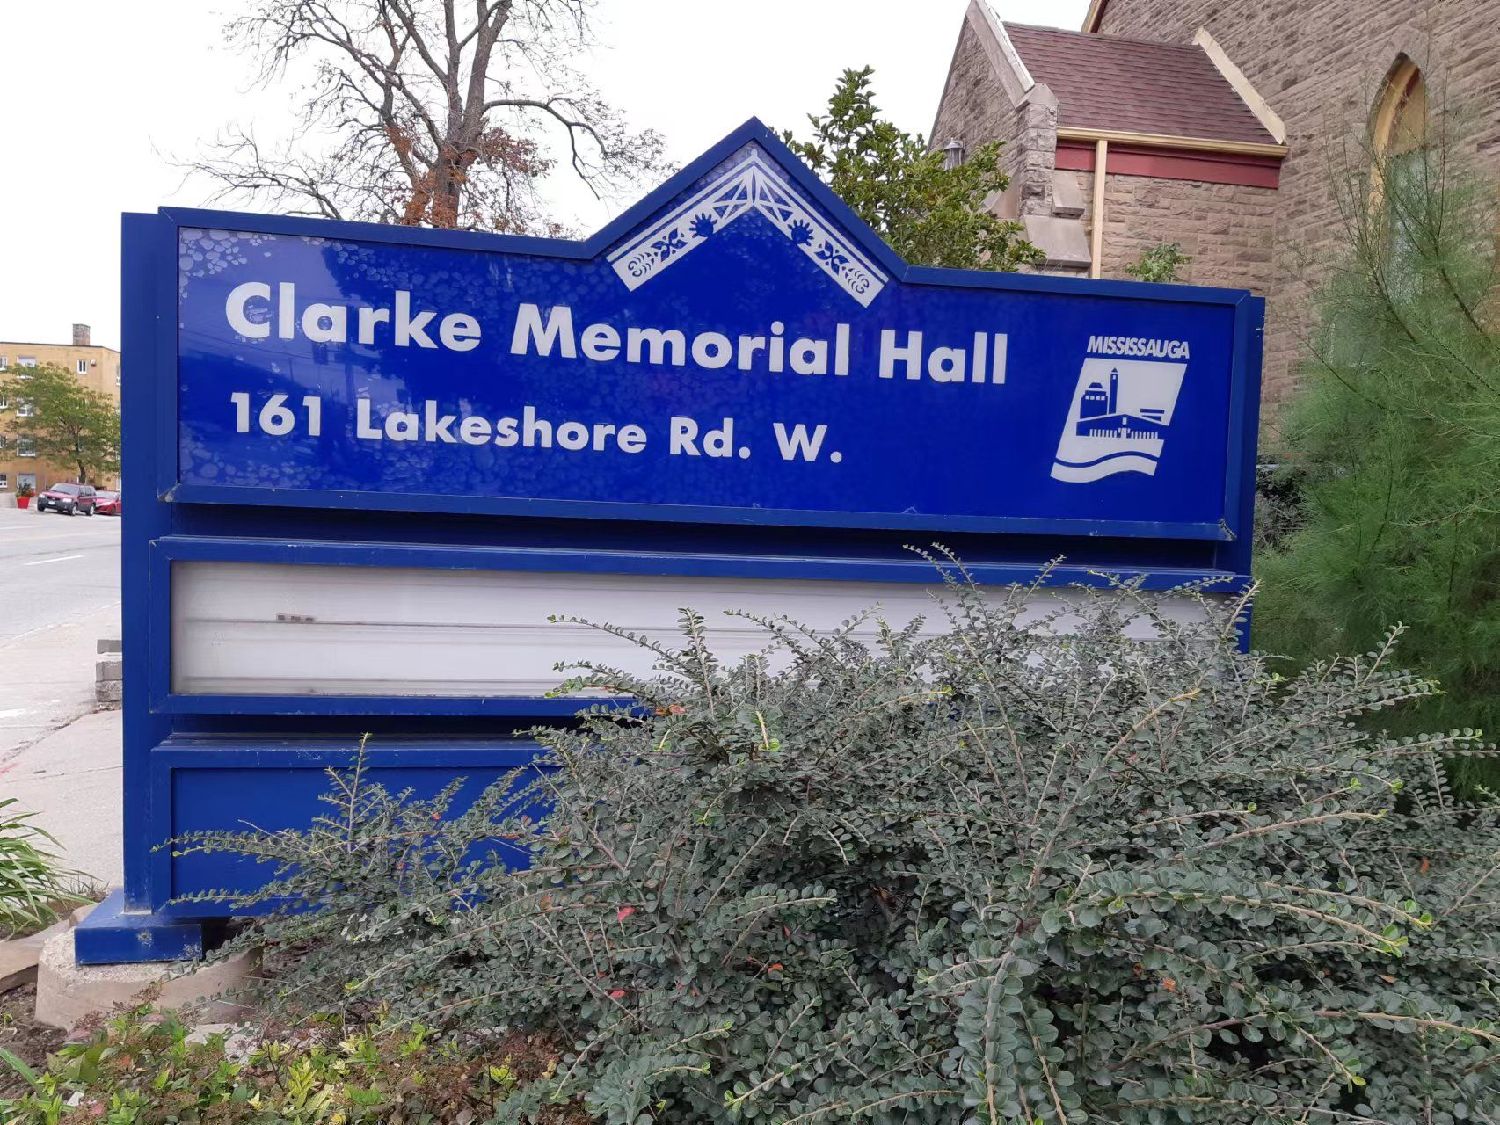 Clarke Memorial Hall
161 Lakeshore Rd. W.
MISSISSAUGA